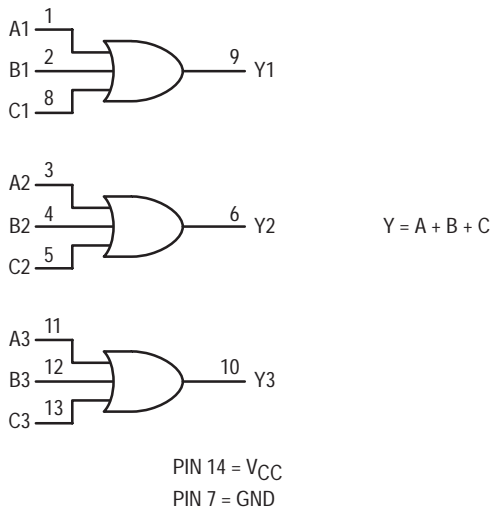 A1 1
B1 2
C1 8
9 Y1
A2 3
B2 4
C2 5
6 Y2
Y = A + B + C
A3 11
B3 12
C3 13
10 Y3
PIN 14 = VCC
PIN 7 = GND